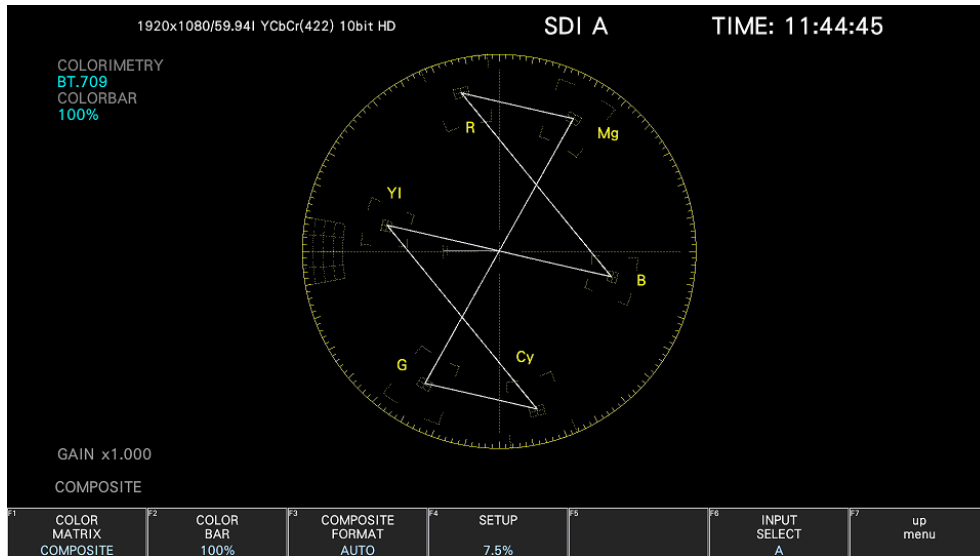 1920x1080/59.94I YCbCr(422) 10bit HD
SDI A
TIME: 11:44:45
COLORIMETRY
BT.709
COLORBAR
100%
R
Mg
YI
B
G
Cy
GAIN x1.000
COMPOSITE
F1 COLOR MATRIX COMPOSITE
F2 COLOR BAR 100%
F3 COMPOSITE FORMAT AUTO
F4 SETUP 7.5%
F5
F6 INPUT SELECT A
F7 up menu